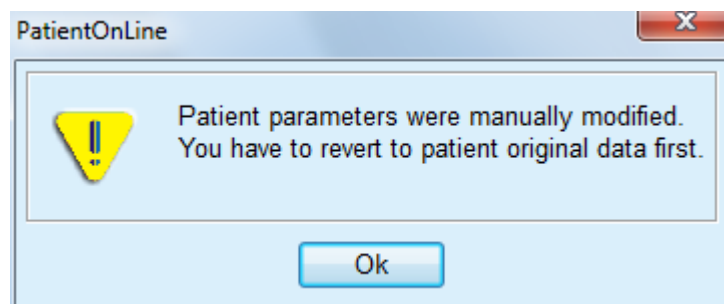 PatientOnLine
Patient parameters were manually modified.
You have to revert to patient original data first.
Ok